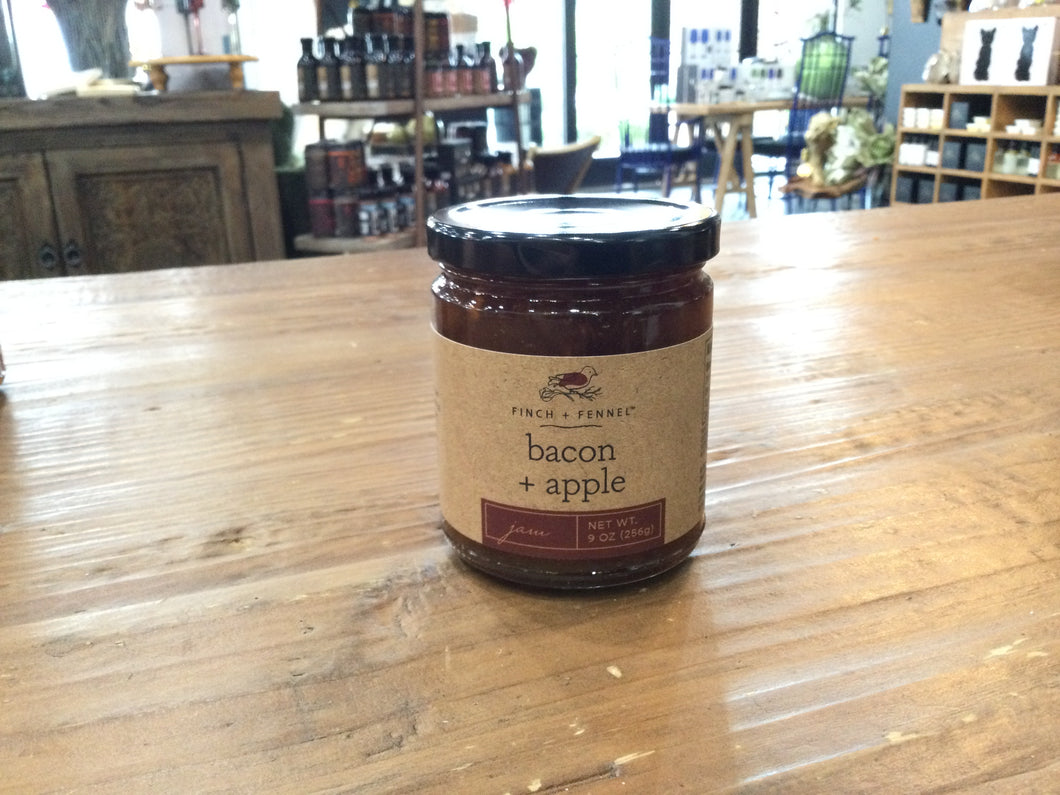 FINCH + FENNEL™
bacon
+ apple
jam
NET WT.
9 OZ (256g)